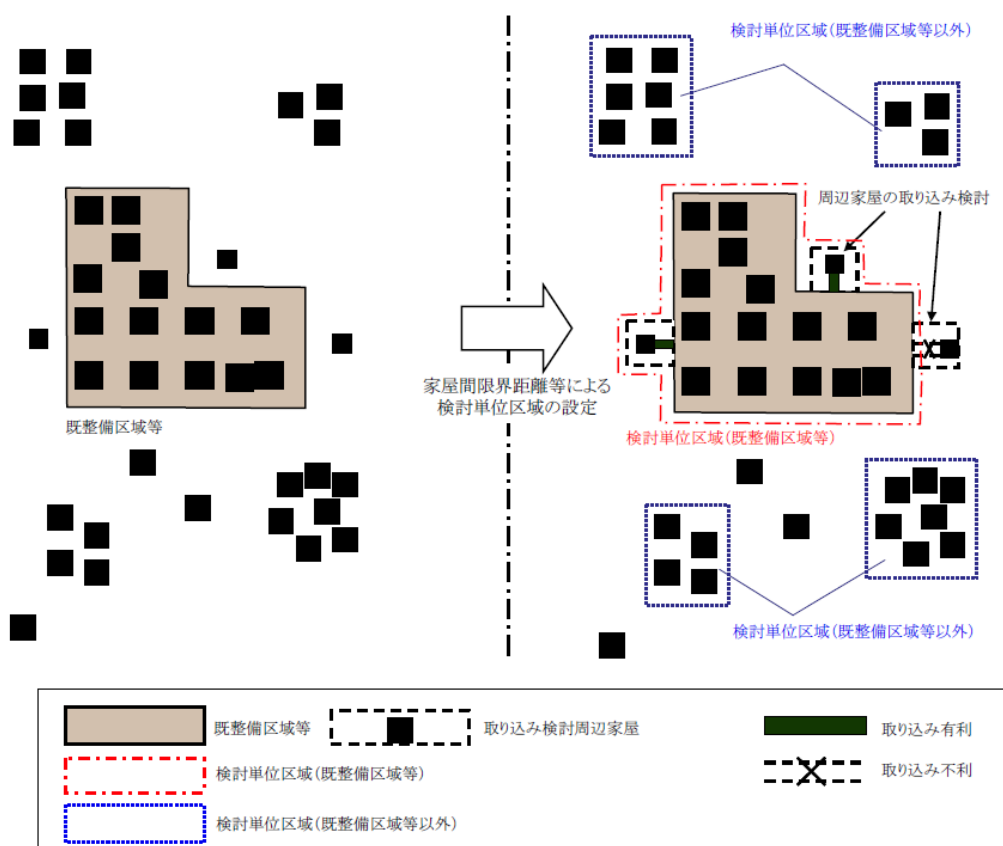 検討単位区域(既整備区域等以外)
周辺家屋の取り込み検討
家屋間限界距離等による
検討単位区域の設定
既整備区域等
検討単位区域(既整備区域等)
検討単位区域(既整備区域等以外)
既整備区域等
取り込み検討周辺家屋
取り込み有利
検討単位区域(既整備区域等)
取り込み不利
検討単位区域(既整備区域等以外)